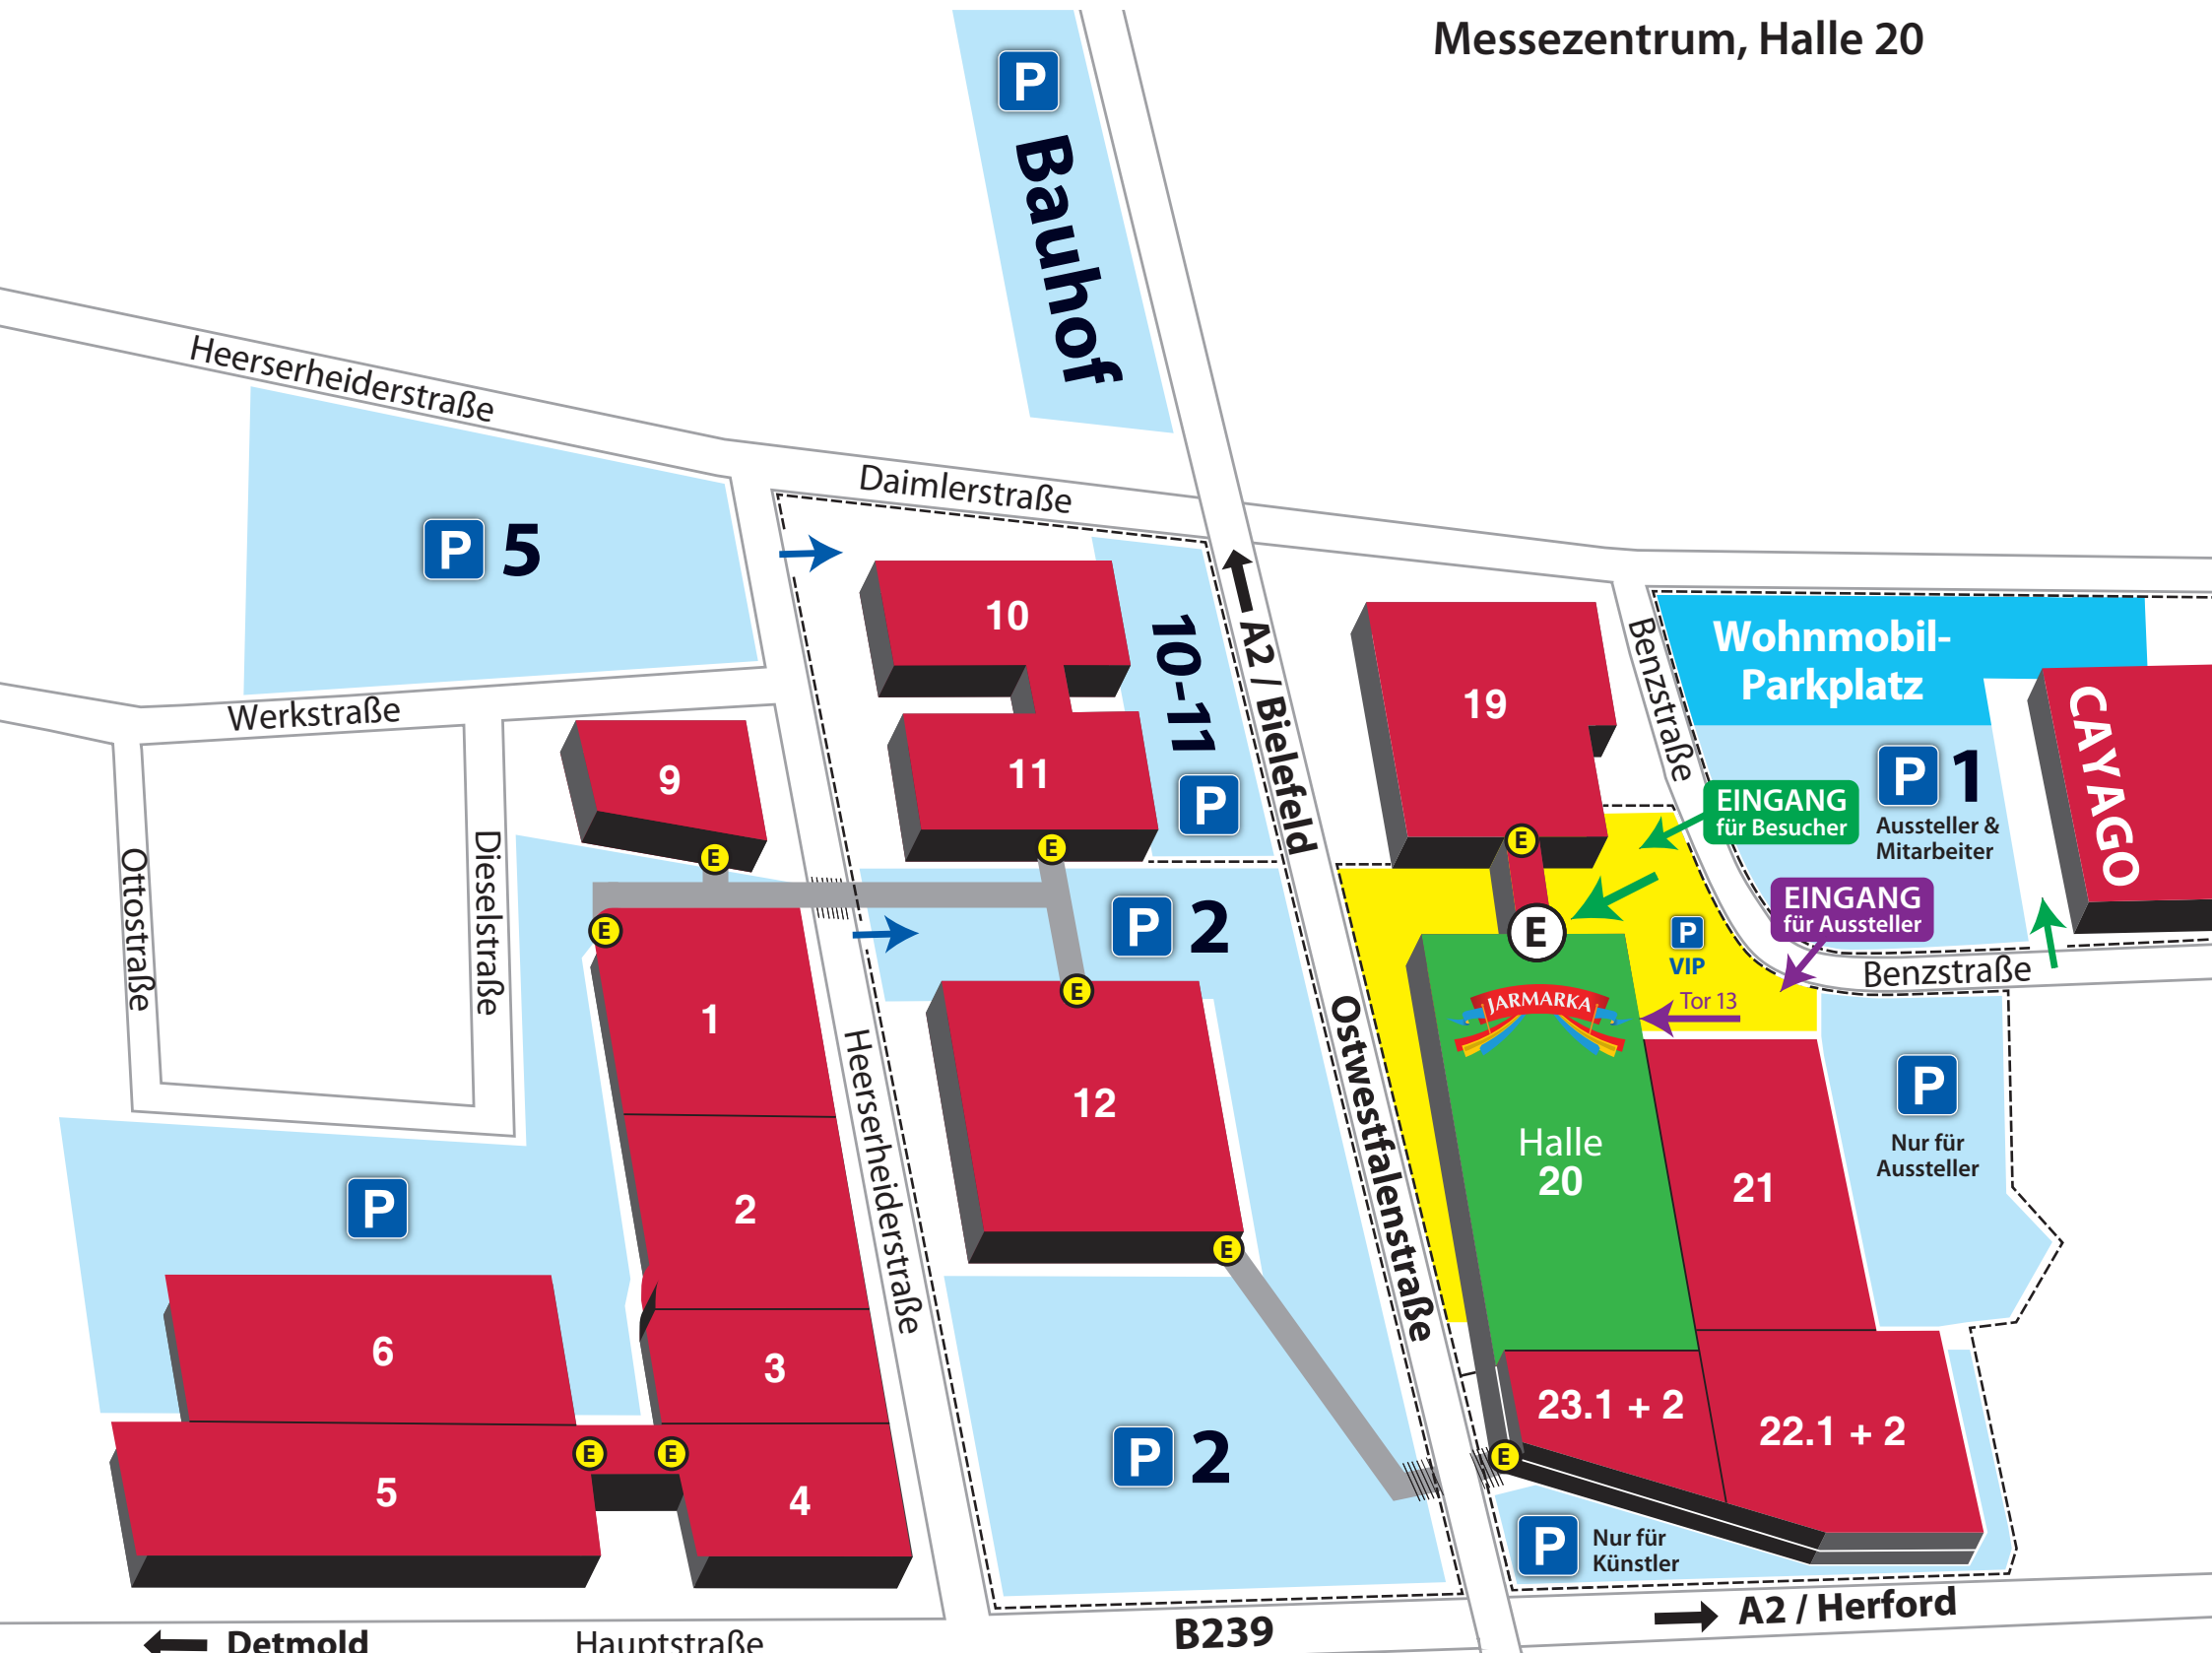 Messezentrum, Halle 20
P
Bauhof
Heerserheiderstraße
Daimlerstraße
P 5
10
10-11
P
A2 / Bielefeld
19
Benzstraße
Wohnmobil-
Parkplatz
CAYAGO
Werkstraße
9
11
EINGANG
für Besucher
P 1
Aussteller &
Mitarbeiter
E
E
E
Ottostraße
Dieselstraße
E
P 2
E
P
VIP
EINGANG
für Aussteller
Benzstraße
E
JARMARKA
Tor 13
1
Heerserheiderstraße
12
Ostwestfalenstraße
Halle
20
21
P
Nur für
Aussteller
P
2
E
6
3
23.1 + 2
22.1 + 2
E
E
P 2
E
5
4
P
Nur für
Künstler
A2 / Herford
B239
Detmold
Hauptstraße